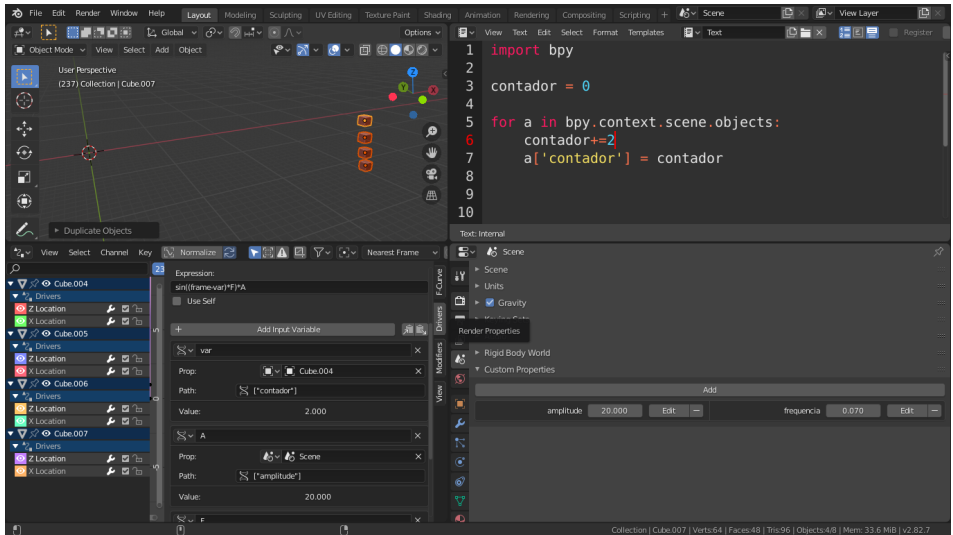 File Edit Render Window Help Layout Modeling Sculpting UV Editing Texture Paint Shading Animation Rendering Compositing Scripting + Scene View Layer
Global Options
Object Mode View Select Add Object
User Perspective
(237) Collection | Cube.007
Duplicate Objects
View Text Edit Select Format Templates Text Register
1 import bpy
2
3 contador = 0
4
5 for a in bpy.context.scene.objects:
6 contador+=2
7 a['contador'] = contador
8
9
10
Text: Internal
View Select Channel Key Normalize Nearest Frame
23
Cube.004
Drivers
Z Location
X Location
Cube.005
Drivers
Z Location
X Location
Cube.006
Drivers
Z Location
X Location
Cube.007
Drivers
Z Location
X Location
Expression:
sin((frame-var)*F)*A
Use Self
Add Input Variable
var
Prop: Cube.004
Path: ["contador"]
Value: 2.000
A
Prop: Scene
Path: ["amplitude"]
Value: 20.000
F-Curve
Drivers
Modifiers
View
Scene
Scene
Units
Gravity
Render Properties
Rigid Body World
Custom Properties
Add
amplitude 20.000 Edit frequencia 0.070 Edit
Collection | Cube.007 | Verts:64 | Faces:48 | Tris:96 | Objects:4/8 | Mem: 33.6 MiB | v2.82.7